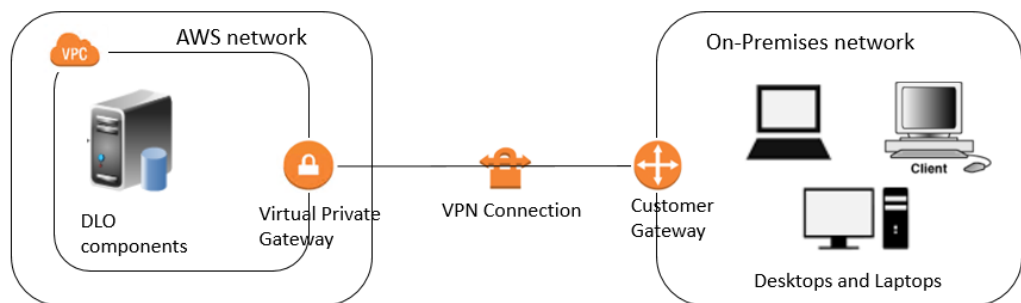 AWS network
VPC
DLO
components
Virtual Private
Gateway
VPN Connection
Customer
Gateway
On-Premises network
Client
Desktops and Laptops